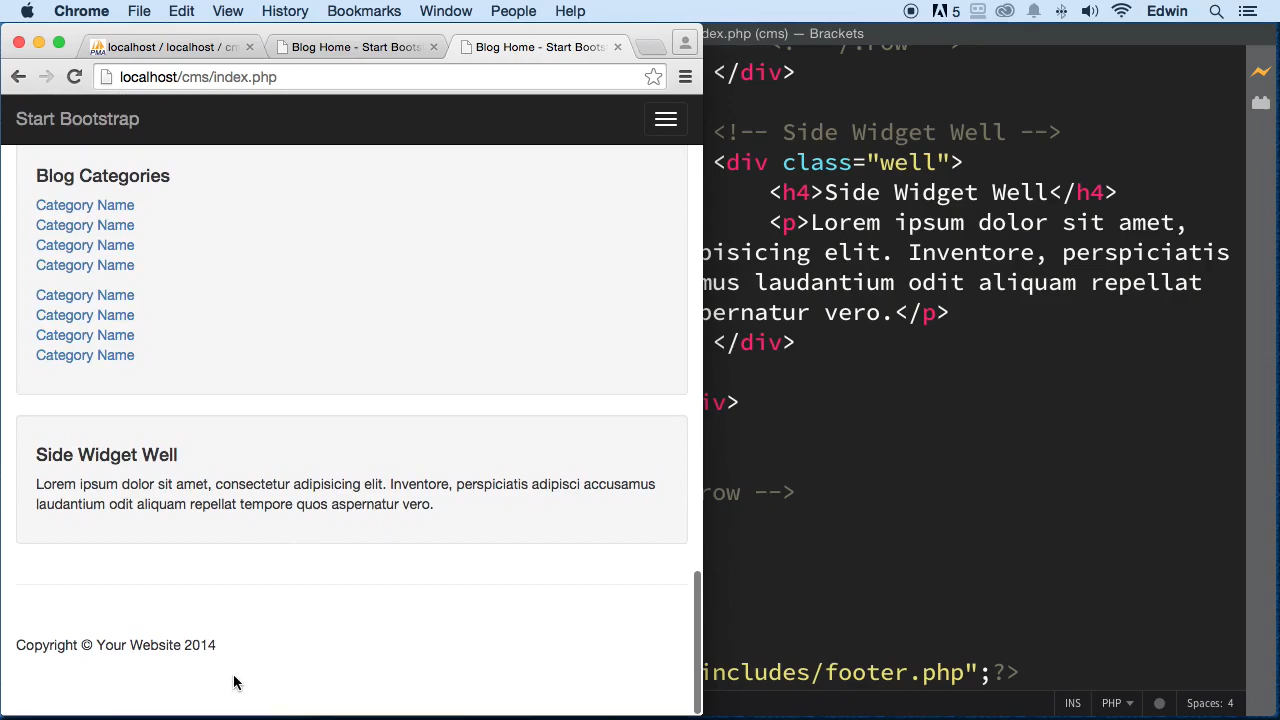 Chrome File Edit View History Bookmarks Window People Help 5 Edwin
localhost / localhost / cm
Blog Home - Start Boots
Blog Home - Start Boots
dex.php (cms) — Brackets
localhost/cms/index.php
Start Bootstrap
Blog Categories
Category Name
Category Name
Category Name
Category Name
Category Name
Category Name
Category Name
Category Name
Side Widget Well
Lorem ipsum dolor sit amet, consectetur adipisicing elit. Inventore, perspiciatis adipisci accusamus
laudantium odit aliquam repellat tempore quos aspernatur vero.
Copyright © Your Website 2014
</div>
<!-- Side Widget Well -->
<div class="well">
<h4>Side Widget Well</h4>
<p>Lorem ipsum dolor sit amet,
pisicing elit. Inventore, perspiciatis
mus laudantium odit aliquam repellat
pernatur vero.</p>
</div>
iv>
row -->
includes/footer.php";?>
INS PHP Spaces: 4